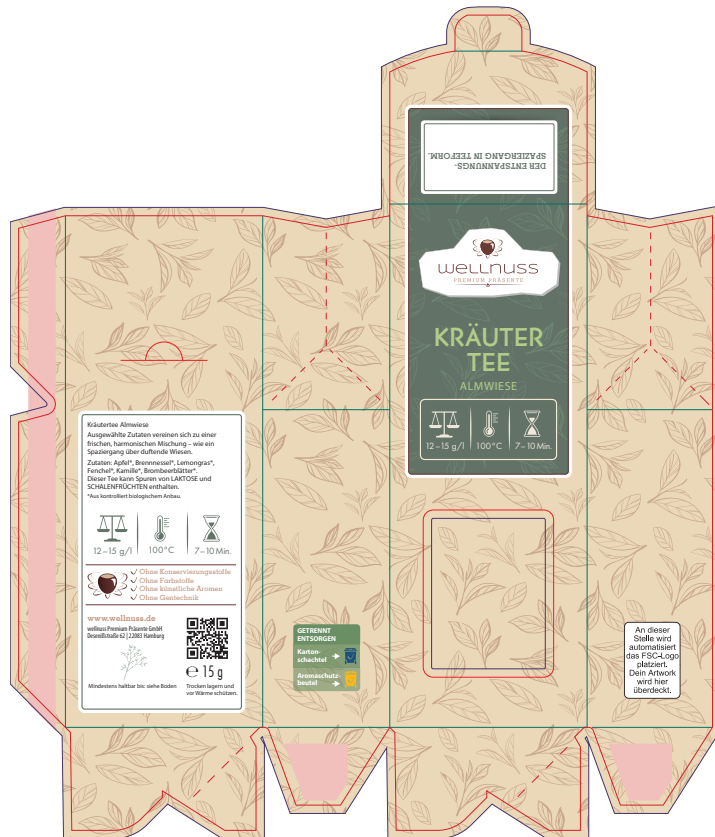 DER ENTSPANNUNGS-
SPAZIERGANG IN TEEFORM.
wellnuss
PREMIUM PRÄSENTE
KRÄUTER
TEE
ALMWIESE
12–15 g/l
100°C
7–10 Min.
Kräutertee Almwiese
Ausgewählte Zutaten vereinen sich zu einer
frischen, harmonischen Mischung – wie ein
Spaziergang über duftende Wiesen.
Zutaten: Apfel*, Brennnessel*, Lemongras*,
Fenchel*, Kamille*, Brombeerblätter*.
Dieser Tee kann Spuren von LAKTOSE und
SCHALENFRÜCHTEN enthalten.
*Aus kontrolliert biologischem Anbau.
12–15 g/l
100°C
7–10 Min.
Ohne Konservierungsstoffe
Ohne Farbstoffe
Ohne künstliche Aromen
Ohne Gentechnik
www.wellnuss.de
wellnuss Premium Präsente GmbH
Desenißstraße 62 | 22083 Hamburg
℮ 15 g
Mindestens haltbar bis: siehe Boden
Trocken lagern und
vor Wärme schützen.
GETRENNT
ENTSORGEN
Karton-
schachtel
Aromaschutz-
beutel
An dieser
Stelle wird
automatisiert
das FSC-Logo
platziert.
Dein Artwork
wird hier
überdeckt.